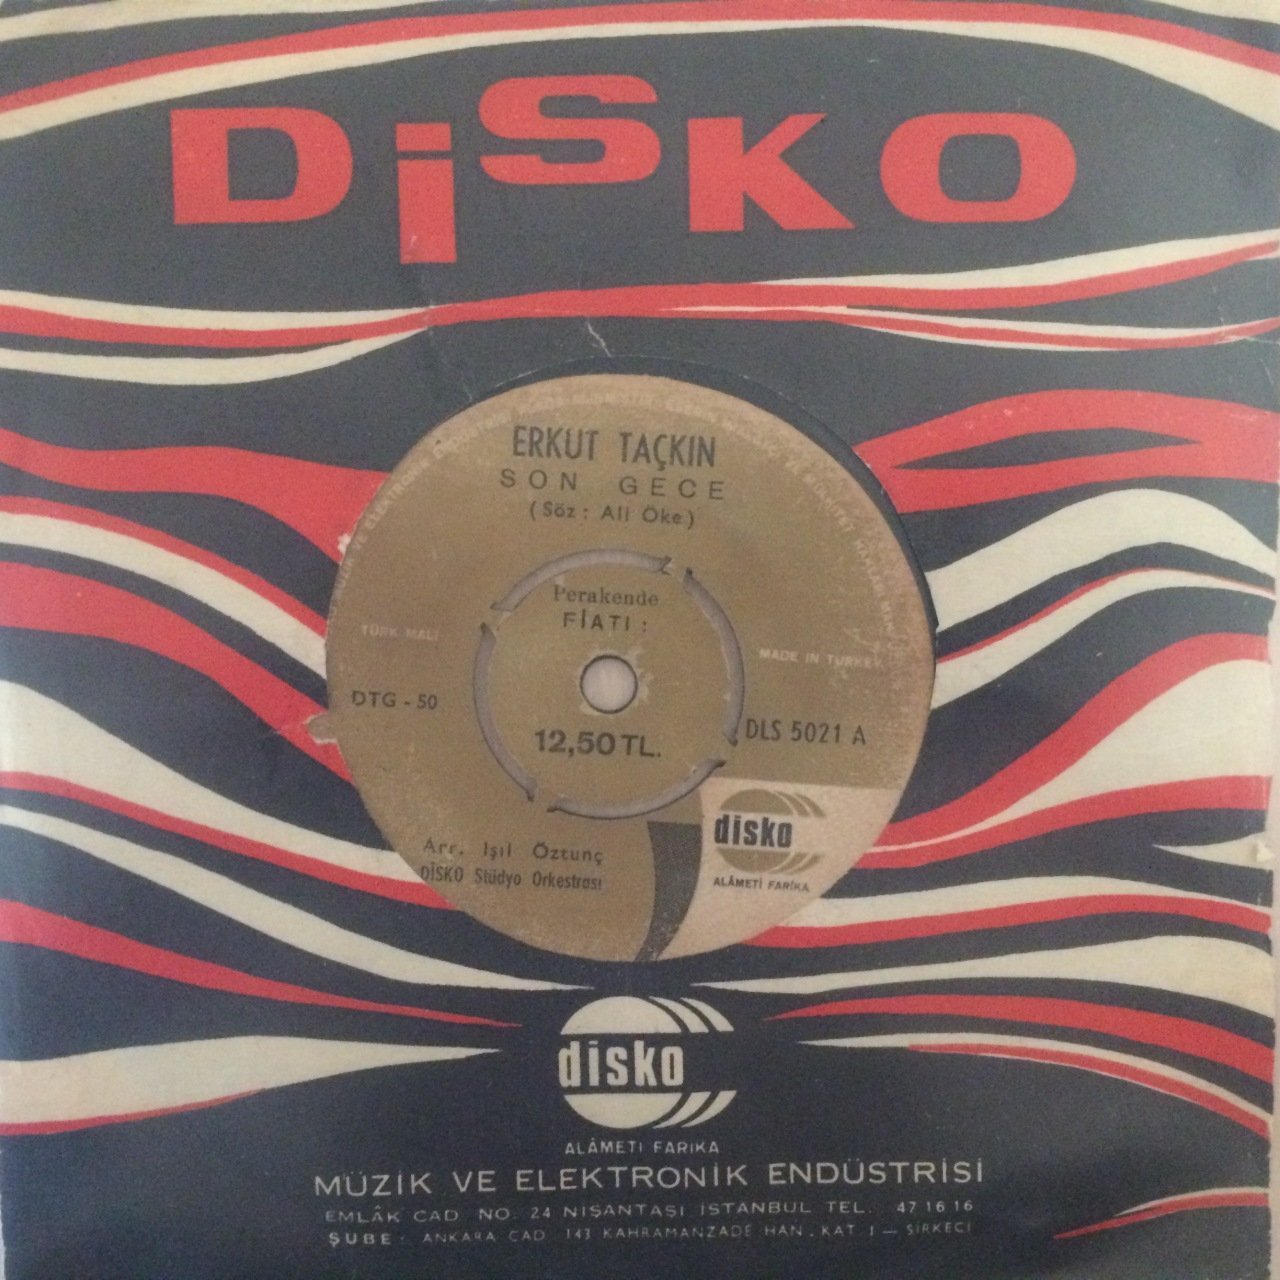 DiSKO
ERKUT TAÇKIN
SON GECE
(Söz: Ali Öke)
Perakende
FİATI:
TÜRK MALI
MADE IN TURKEY
DTG - 50
DLS 5021 A
12,50 TL.
disko
ALÂMETİ FARİKA
Arr. Işıl Öztunç
DİSKO Stüdyo Orkestrası
disko
ALÂMETİ FARİKA
MÜZİK VE ELEKTRONİK ENDÜSTRİSİ
EMLÂK CAD NO. 24 NİŞANTAŞI İSTANBUL TEL. 47 16 16
ŞUBE: ANKARA CAD 143 KAHRAMANZADE HAN. KAT 1 — SİRKECİ